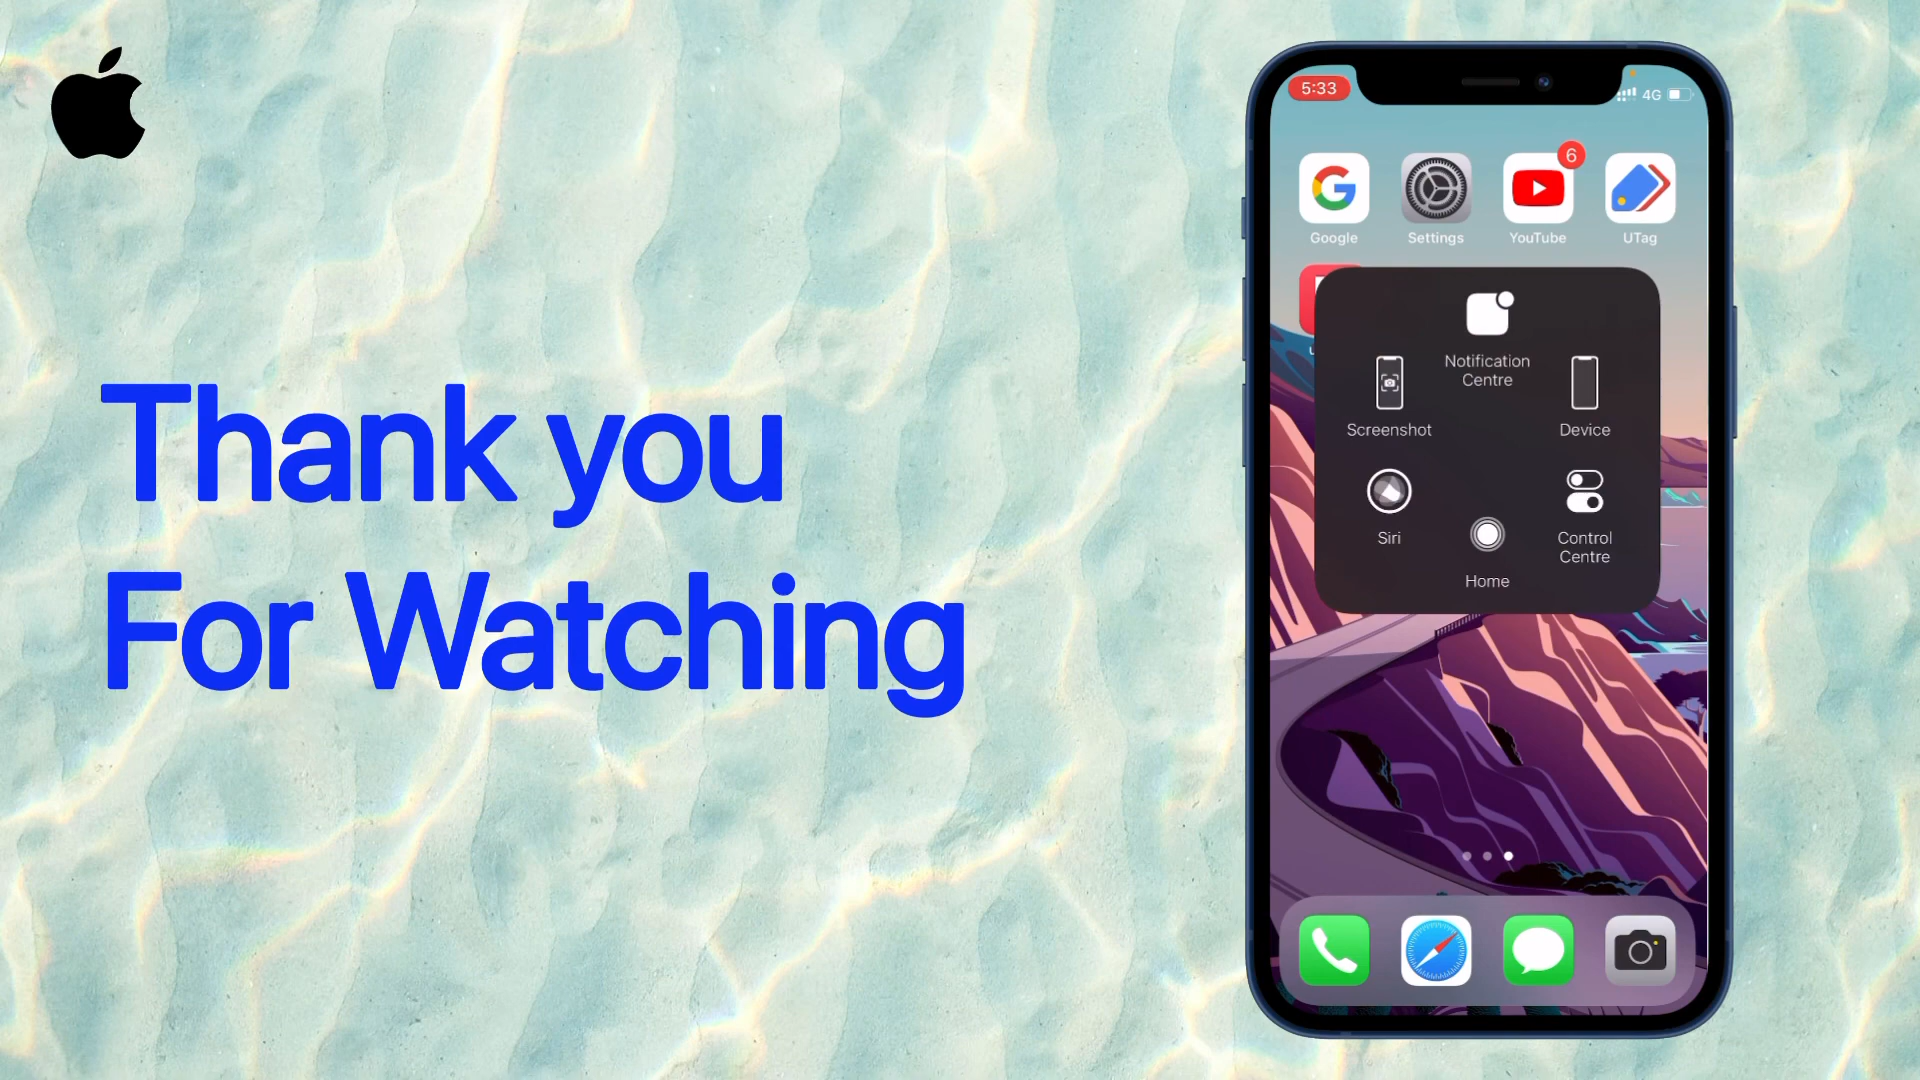 Thank you
For Watching
5:33
4G
6
Google
Settings
YouTube
UTag
Notification
Centre
Screenshot
Device
Siri
Control
Centre
Home